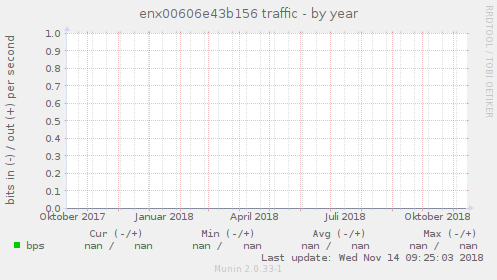 enx00606e43b156 traffic - by year
RRDTOOL / TOBI OETIKER
bits in (-) / out (+) per second
1.0
0.9
0.8
0.7
0.6
0.5
0.4
0.3
0.2
0.1
0.0
Oktober 2017 Januar 2018 April 2018 Juli 2018 Oktober 2018
Cur (-/+) Min (-/+) Avg (-/+) Max (-/+)
bps nan / nan nan / nan nan / nan nan / nan
Last update: Wed Nov 14 09:25:03 2018
Munin 2.0.33-1